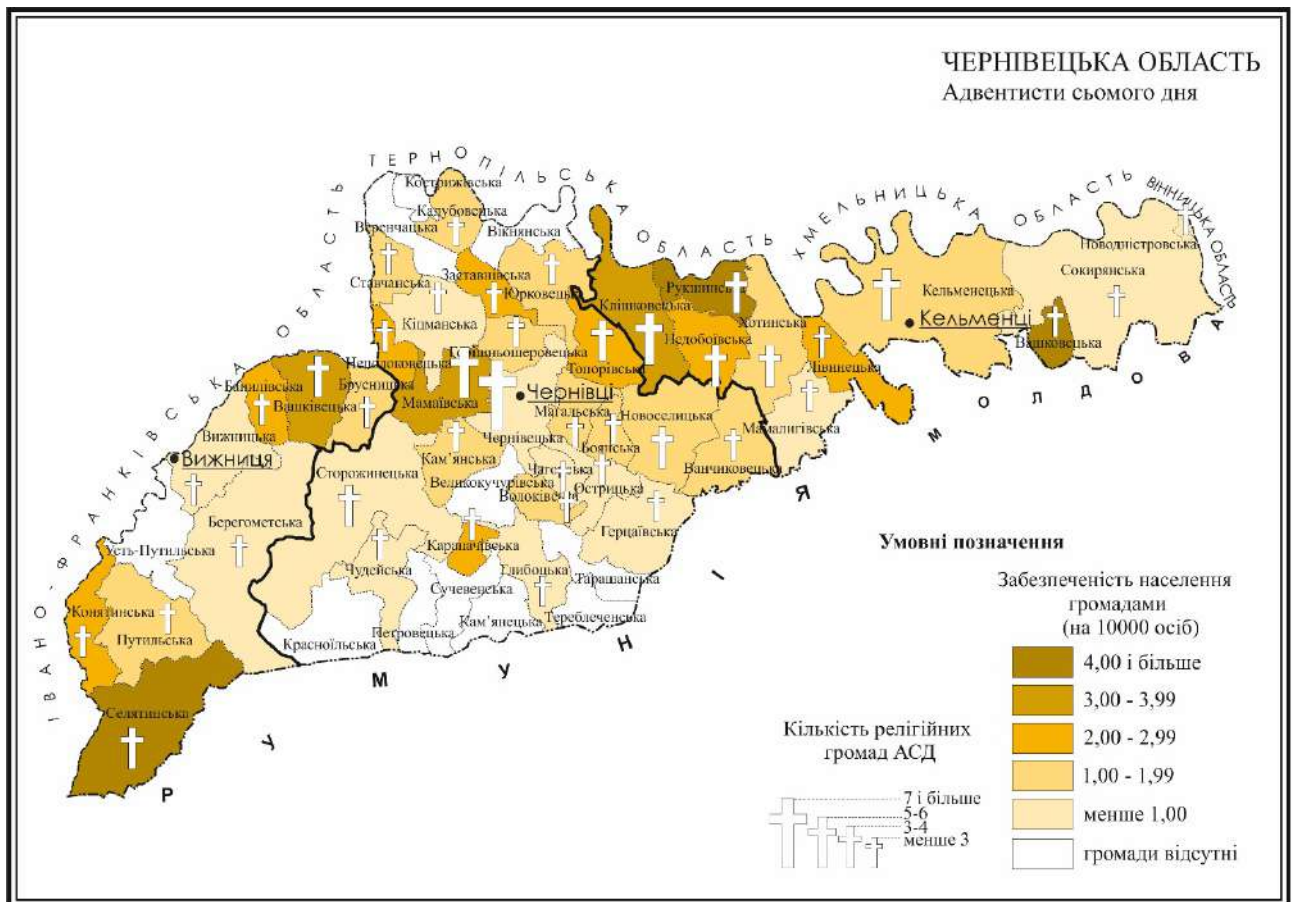 ЧЕРНІВЕЦЬКА ОБЛАСТЬ
Адвентисти сьомого дня
ТЕРНОПІЛЬСЬКА ОБЛАСТЬ
ХМЕЛЬНИЦЬКА ОБЛАСТЬ
ВІННИЦЬКА ОБЛАСТЬ
ІВАНО-ФРАНКІВСЬКА ОБЛАСТЬ
МОЛДОВА
РУМУНІЯ
Кострижівська
Кадубовецька
Веренчацька
Вікнянська
Ставчанська
Заставнівська
Юрковецька
Кіцманська
Клішковецька
Рукшинська
Хотинська
Недобоївська
Топорівська
Лівинецька
Кельменецька
Кельменці
Новодністровська
Сокирянська
Вашковецька
Мамалигівська
Неполоковецька
Горішньошеровецька
Мамаївська
Чернівці
Чернівецька
Банилівська
Вашківецька
Брусницька
Вижницька
Вижниця
Магальська
Новоселицька
Боянська
Ванчиковецька
Кам'янська
Великокучурівська
Чагорська
Волоківська
Острицька
Герцаївська
Сторожинецька
Берегометська
Усть-Путильська
Чудейська
Карапчівська
Глибоцька
Тарашанська
Сучевенська
Кам'янецька
Тереблеченська
Петровецька
Красноїльська
Конятинська
Путильська
Селятинська
Умовні позначення
Забезпеченість населення
громадами
(на 10000 осіб)
4,00 і більше
3,00 - 3,99
2,00 - 2,99
1,00 - 1,99
менше 1,00
громади відсутні
Кількість релігійних
громад АСД
7 і більше
5-6
3-4
менше 3